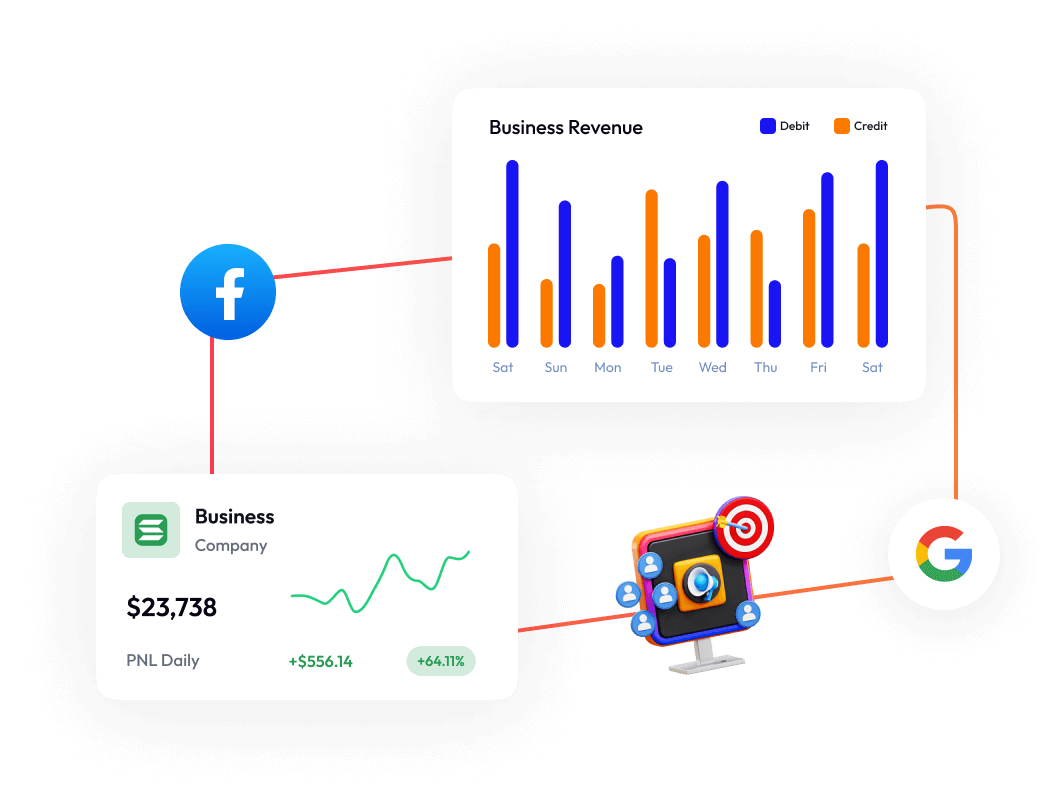 Business Revenue
Debit
Credit
Sat Sun Mon Tue Wed Thu Fri Sat
Business
Company
$23,738
PNL Daily +$556.14 +64.11%